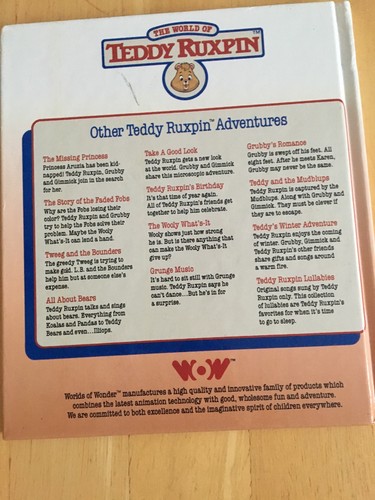 THE WORLD OF
TEDDY RUXPIN™
Other Teddy Ruxpin™ Adventures
The Missing Princess
Princess Aruzia has been kid-
napped! Teddy Ruxpin, Grubby
and Gimmick join in the search
for her.
The Story of the Faded Fobs
Why are the Fobs losing their
color? Teddy Ruxpin and Grubby
try to help the Fobs solve their
problem. Maybe the Wooly
What's-It can lend a hand.
Tweeg and the Bounders
The greedy Tweeg is trying to
make gold. L.B. and the Bounders
help him but at someone else's
expense.
All About Bears
Teddy Ruxpin talks and sings
about bears. Everything from
Koalas and Pandas to Teddy
Bears and even...Illiops.
Take A Good Look
Teddy Ruxpin gets a new look
at the world. Grubby and Gimmick
share this microscopic adventure.
Teddy Ruxpin's Birthday
It's that time of year again.
All of Teddy Ruxpin's friends get
together to help him celebrate.
The Wooly What's-It
Wooly shows just how strong
he is. But is there anything that
can make the Wooly What's-It
give up?
Grunge Music
It's hard to sit still with Grunge
music. Teddy Ruxpin says he
can't dance...But he's in for
a surprise.
Grubby's Romance
Grubby is swept off his feet. All
eight. After he meets Karen,
Grubby may never be the same.
Teddy and the Mudblups
Teddy Ruxpin is captured by the
Mudblups. Along with Grubby and
Gimmick. They must be clever if
they are to escape.
Teddy's Winter Adventure
Teddy Ruxpin enjoys the coming
of winter. Grubby, Gimmick and
Teddy Ruxpin's other friends
share gifts and songs around
a warm fire.
Teddy Ruxpin Lullabies
Original songs sung by Teddy
Ruxpin only. This collection
of lullabies are Teddy Ruxpin's
favorites for when it's time
to go to sleep.
WOW™
Worlds of Wonder™ manufactures a high quality and innovative family of products which
combines the latest animation technology with good, wholesome fun and adventure.
We are committed to both excellence and the imaginative spirit of children everywhere.